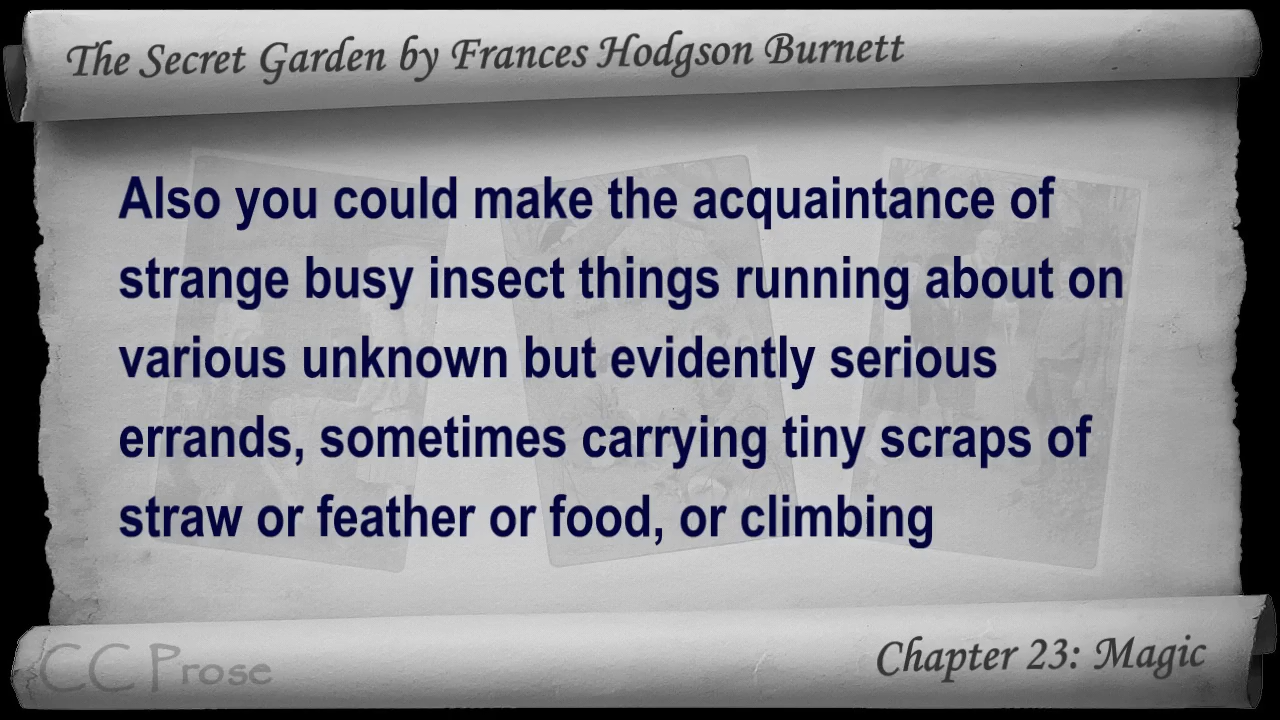 The Secret Garden by Frances Hodgson Burnett
Also you could make the acquaintance of
strange busy insect things running about on
various unknown but evidently serious
errands, sometimes carrying tiny scraps of
straw or feather or food, or climbing
CC Prose
Chapter 23: Magic